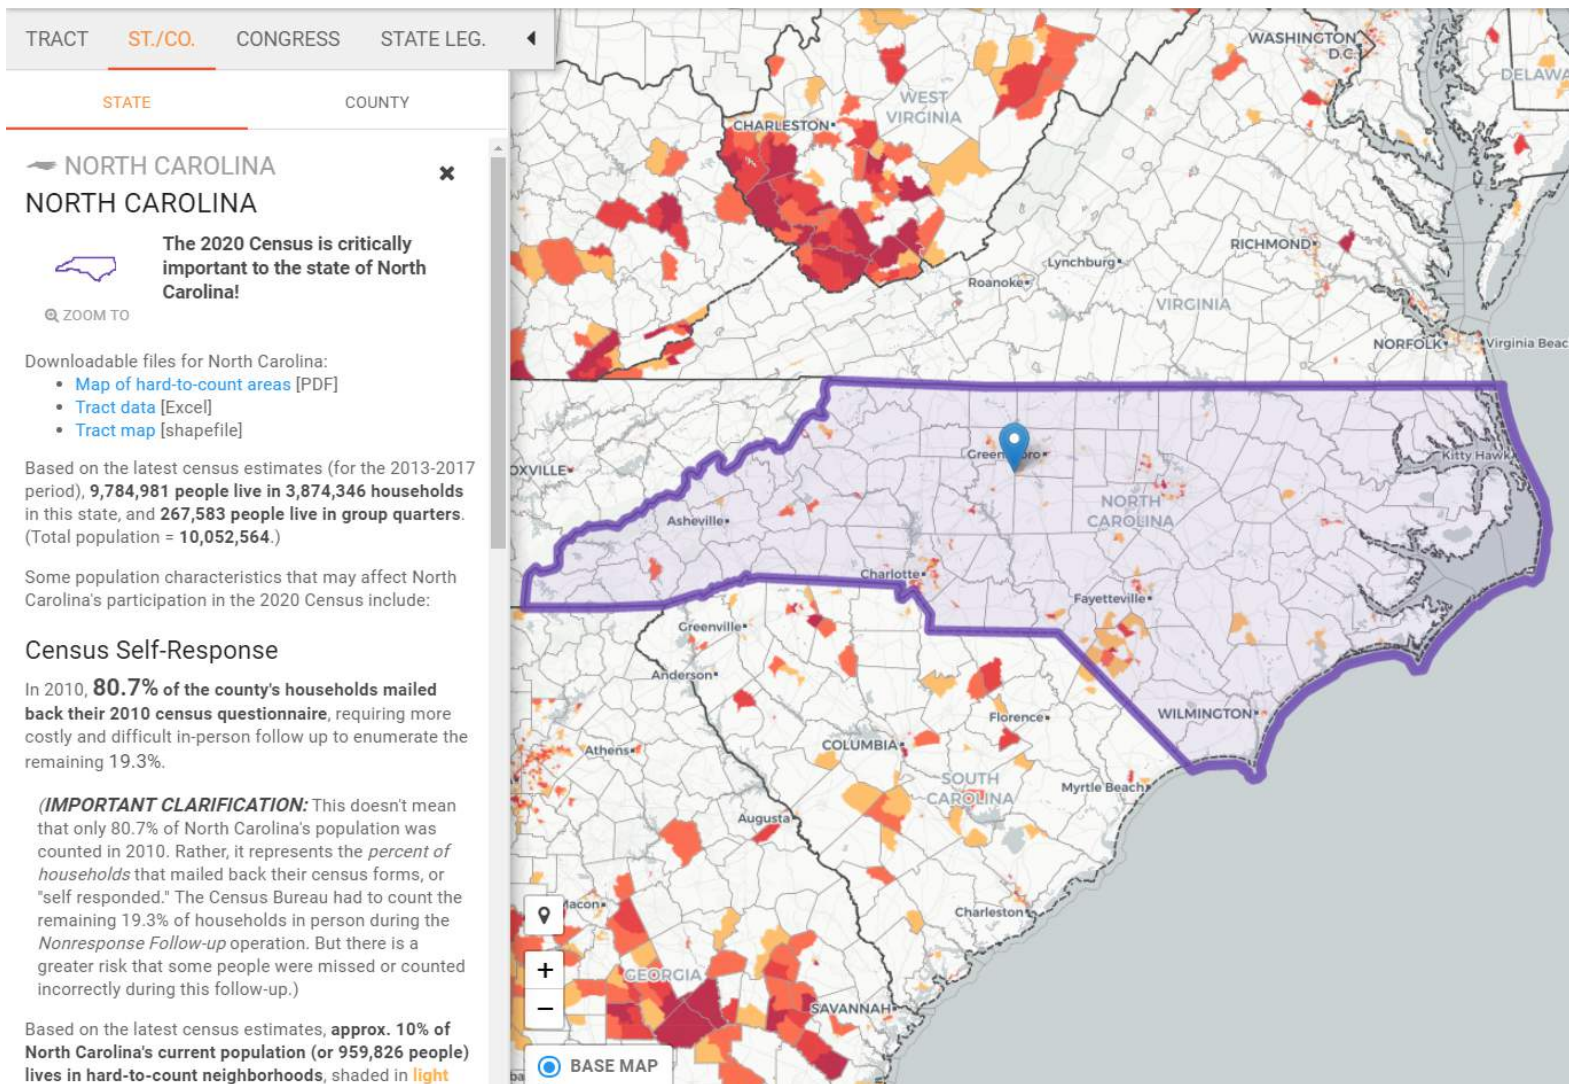 TRACT ST./CO. CONGRESS STATE LEG.
STATE COUNTY
NORTH CAROLINA
NORTH CAROLINA
The 2020 Census is critically
important to the state of North
Carolina!
ZOOM TO
Downloadable files for North Carolina:
• Map of hard-to-count areas [PDF]
• Tract data [Excel]
• Tract map [shapefile]
Based on the latest census estimates (for the 2013-2017
period), 9,784,981 people live in 3,874,346 households
in this state, and 267,583 people live in group quarters.
(Total population = 10,052,564.)
Some population characteristics that may affect North
Carolina's participation in the 2020 Census include:
Census Self-Response
In 2010, 80.7% of the county's households mailed
back their 2010 census questionnaire, requiring more
costly and difficult in-person follow up to enumerate the
remaining 19.3%.
(IMPORTANT CLARIFICATION: This doesn't mean
that only 80.7% of North Carolina's population was
counted in 2010. Rather, it represents the percent of
households that mailed back their census forms, or
"self responded." The Census Bureau had to count the
remaining 19.3% of households in person during the
Nonresponse Follow-up operation. But there is a
greater risk that some people were missed or counted
incorrectly during this follow-up.)
Based on the latest census estimates, approx. 10% of
North Carolina's current population (or 959,826 people)
lives in hard-to-count neighborhoods, shaded in light
WASHINGTON
D.C.
DELAWA
WEST
VIRGINIA
CHARLESTON
RICHMOND
Lynchburg
Roanoke
VIRGINIA
NORFOLK
Virginia Beac
OXVILLE
Kitty Hawk
NORTH
CAROLINA
Asheville
Charlotte
Fayetteville
Greenville
Anderson
Florence
WILMINGTON
Athens
COLUMBIA
SOUTH
CAROLINA
Myrtle Beach
Augusta
Macon
Charleston
GEORGIA
SAVANNAH
+
−
BASE MAP